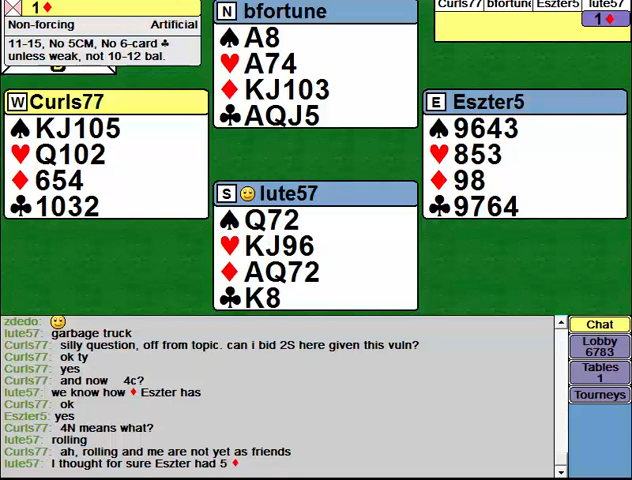 1♦
Non-forcing Artificial
11-15, No 5CM, No 6-card ♣
unless weak, not 10-12 bal.
N bfortune
♠A8
♥A74
♦KJ103
♣AQJ5
Curls77 bfortune Eszter5 lute57
1♦
W Curls77
♠KJ105
♥Q102
♦654
♣1032
E Eszter5
♠9643
♥853
♦98
♣9764
S lute57
♠Q72
♥KJ96
♦AQ72
♣K8
zdedo:
lute57: garbage truck
Curls77: silly question, off from topic. can i bid 2S here given this vuln?
Curls77: ok ty
Curls77: yes
Curls77: and now 4c?
lute57: we know how ♦ Eszter has
Curls77: ok
Eszter5: yes
Curls77: 4N means what?
lute57: rolling
Curls77: ah, rolling and me are not yet as friends
lute57: I thought for sure Eszter had 5 ♦
Chat
Lobby
6783
Tables
1
Tourneys